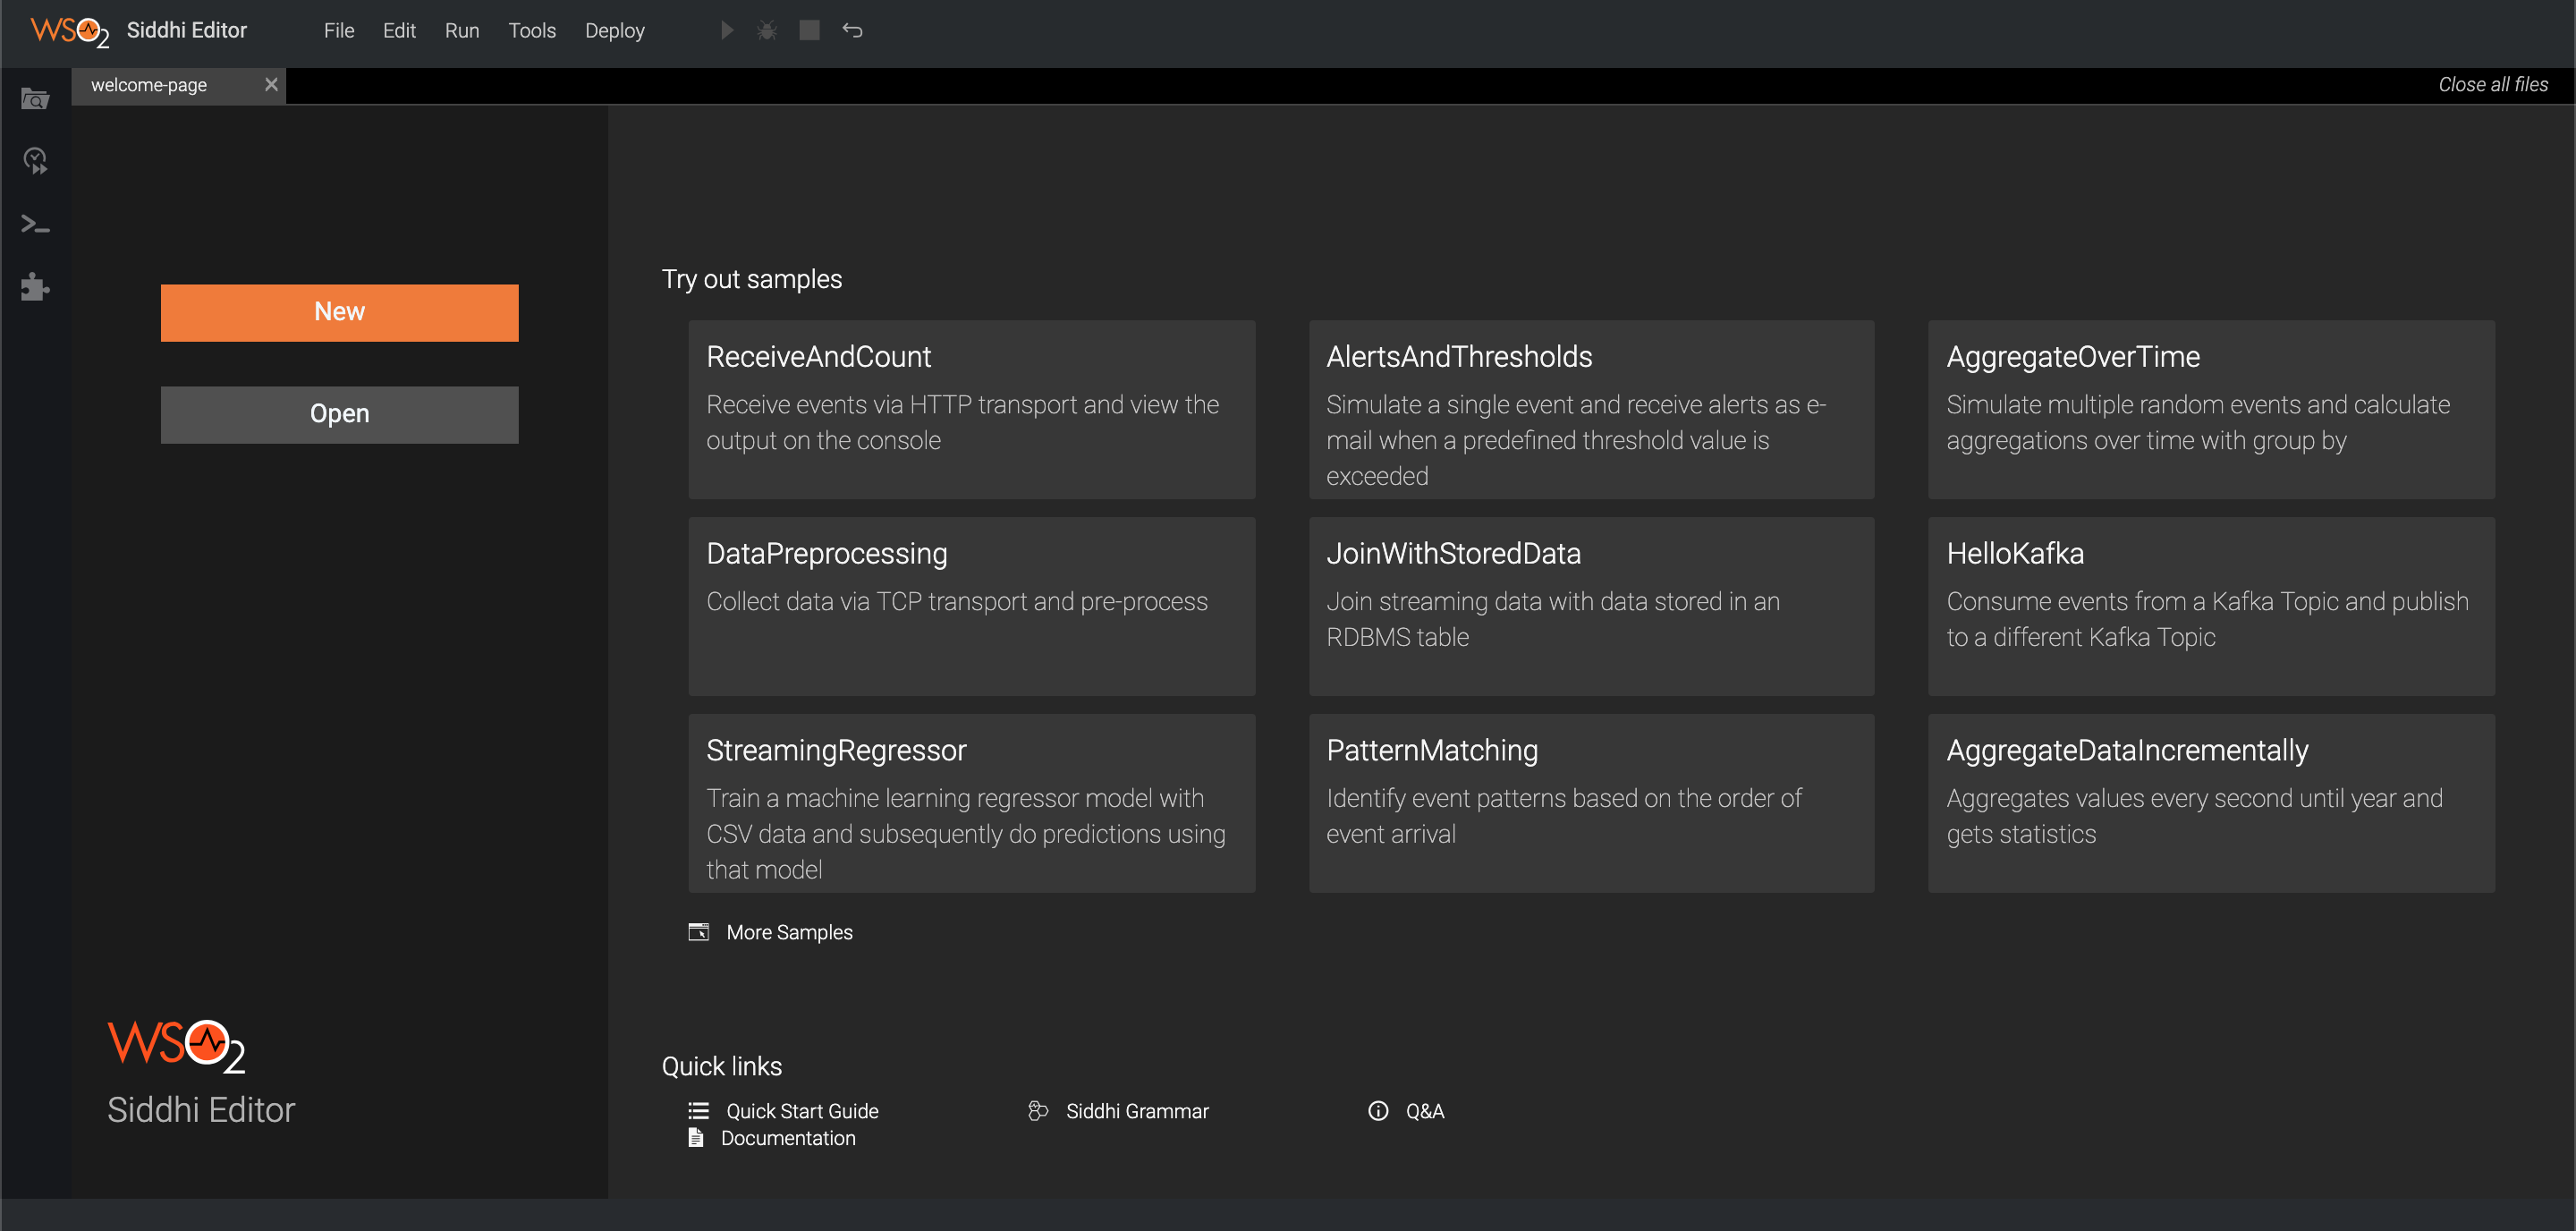 WSO2 Siddhi Editor File Edit Run Tools Deploy
welcome-page Close all files
New
Open
WSO2
Siddhi Editor
Try out samples
ReceiveAndCount
Receive events via HTTP transport and view the
output on the console
AlertsAndThresholds
Simulate a single event and receive alerts as e-
mail when a predefined threshold value is
exceeded
AggregateOverTime
Simulate multiple random events and calculate
aggregations over time with group by
DataPreprocessing
Collect data via TCP transport and pre-process
JoinWithStoredData
Join streaming data with data stored in an
RDBMS table
HelloKafka
Consume events from a Kafka Topic and publish
to a different Kafka Topic
StreamingRegressor
Train a machine learning regressor model with
CSV data and subsequently do predictions using
that model
PatternMatching
Identify event patterns based on the order of
event arrival
AggregateDataIncrementally
Aggregates values every second until year and
gets statistics
More Samples
Quick links
Quick Start Guide Siddhi Grammar Q&A
Documentation